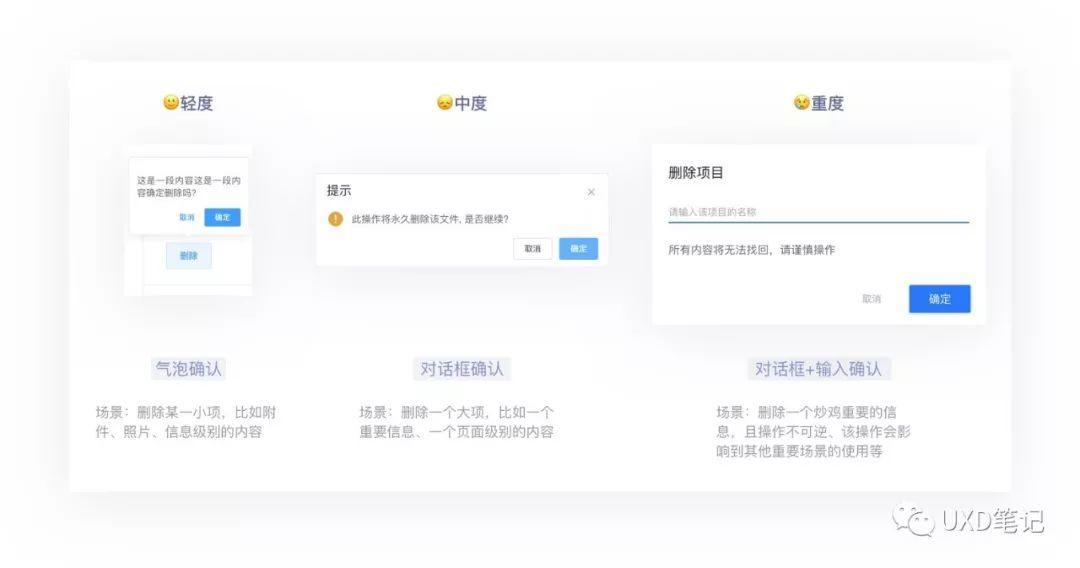 轻度
中度
重度
这是一段内容这是一段内
容确定删除吗?
取消
确定
删除
提示
此操作将永久删除该文件, 是否继续?
取消
确定
删除项目
请输入该项目的名称
所有内容将无法找回，请谨慎操作
取消
确定
气泡确认
对话框确认
对话框+输入确认
场景：删除某一小项，比如附
件、照片、信息级别的内容
场景：删除一个大项，比如一个
重要信息、一个页面级别的内容
场景：删除一个炒鸡重要的信
息，且操作不可逆、该操作会影
响到其他重要场景的使用等
UXD笔记